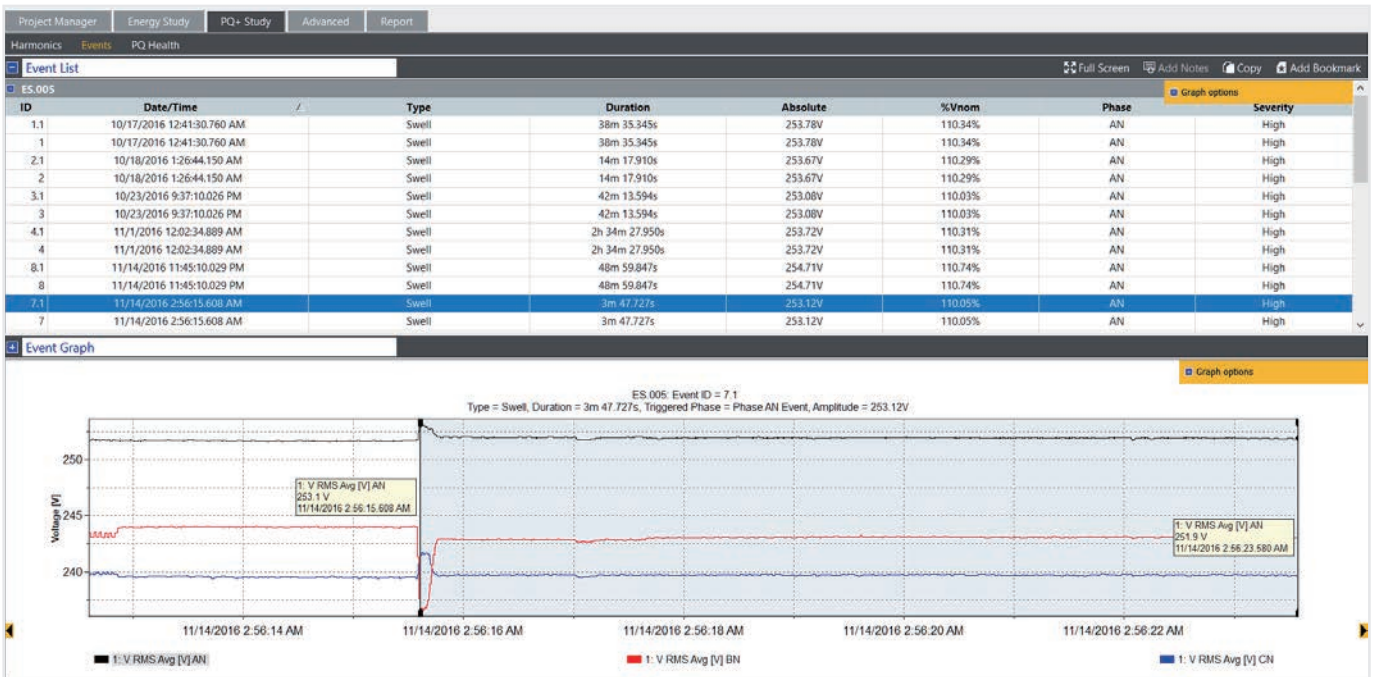 Project Manager Energy Study PQ+ Study Advanced Report
Harmonics Events PQ Health
Event List Full Screen Add Notes Copy Add Bookmark
ES.005 Graph options
ID Date/Time Type Duration Absolute %Vnom Phase Severity
1.1 10/17/2016 12:41:30.760 AM Swell 38m 35.345s 253.78V 110.34% AN High
1 10/17/2016 12:41:30.760 AM Swell 38m 35.345s 253.78V 110.34% AN High
2.1 10/18/2016 1:26:44.150 AM Swell 14m 17.910s 253.67V 110.29% AN High
2 10/18/2016 1:26:44.150 AM Swell 14m 17.910s 253.67V 110.29% AN High
3.1 10/23/2016 9:37:10.026 PM Swell 42m 13.594s 253.08V 110.03% AN High
3 10/23/2016 9:37:10.026 PM Swell 42m 13.594s 253.08V 110.03% AN High
4.1 11/1/2016 12:02:34.889 AM Swell 2h 34m 27.950s 253.72V 110.31% AN High
4 11/1/2016 12:02:34.889 AM Swell 2h 34m 27.950s 253.72V 110.31% AN High
8.1 11/14/2016 11:45:10.029 PM Swell 48m 59.847s 254.71V 110.74% AN High
8 11/14/2016 11:45:10.029 PM Swell 48m 59.847s 254.71V 110.74% AN High
7.1 11/14/2016 2:56:15.608 AM Swell 3m 47.727s 253.12V 110.05% AN High
7 11/14/2016 2:56:15.608 AM Swell 3m 47.727s 253.12V 110.05% AN High
Event Graph
Graph options
ES.005: Event ID = 7.1
Type = Swell, Duration = 3m 47.727s, Triggered Phase = Phase AN Event, Amplitude = 253.12V
Voltage [V]
250
245
240
1: V RMS Avg [V] AN
253.1 V
11/14/2016 2:56:15.608 AM
1: V RMS Avg [V] AN
251.9 V
11/14/2016 2:56:23.580 AM
11/14/2016 2:56:14 AM 11/14/2016 2:56:16 AM 11/14/2016 2:56:18 AM 11/14/2016 2:56:20 AM 11/14/2016 2:56:22 AM
1: V RMS Avg [V] AN 1: V RMS Avg [V] BN 1: V RMS Avg [V] CN